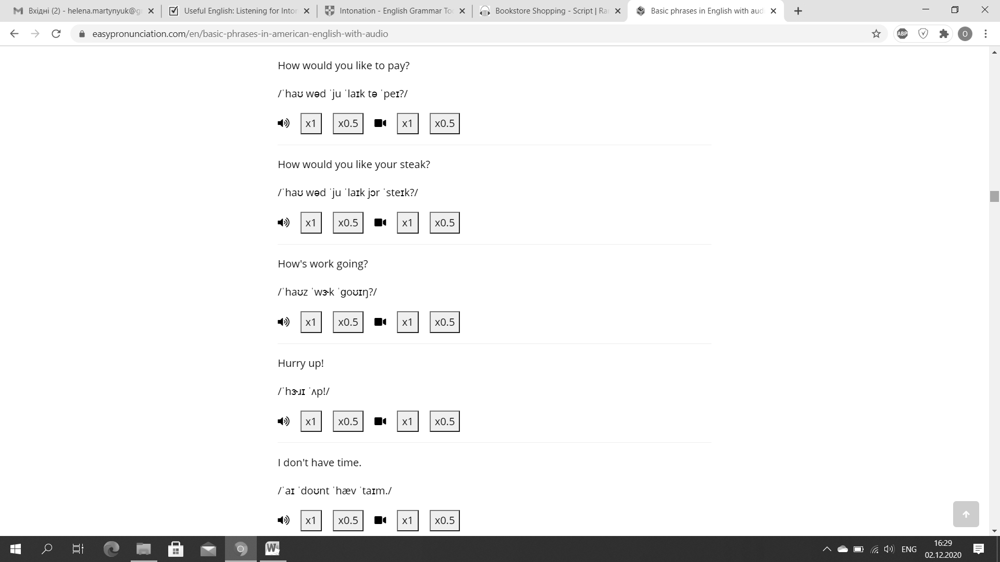 Вхідні (2) - helena.martynyuk@g
Useful English: Listening for Inton
Intonation - English Grammar To
Bookstore Shopping - Script | Ra
Basic phrases in English with aud
easypronunciation.com/en/basic-phrases-in-american-english-with-audio
ABP
O
How would you like to pay?
/ˈhaʊ wəd ˈju ˈlaɪk tə ˈpeɪ?/
x1 x0.5 x1 x0.5
How would you like your steak?
/ˈhaʊ wəd ˈju ˈlaɪk jɔr ˈsteɪk?/
x1 x0.5 x1 x0.5
How's work going?
/ˈhaʊz ˈwɝk ˈɡoʊɪŋ?/
x1 x0.5 x1 x0.5
Hurry up!
/ˈhɝɹɪ ˈʌp!/
x1 x0.5 x1 x0.5
I don't have time.
/ˈaɪ ˈdoʊnt ˈhæv ˈtaɪm./
x1 x0.5 x1 x0.5
W
ENG
16:29
02.12.2020